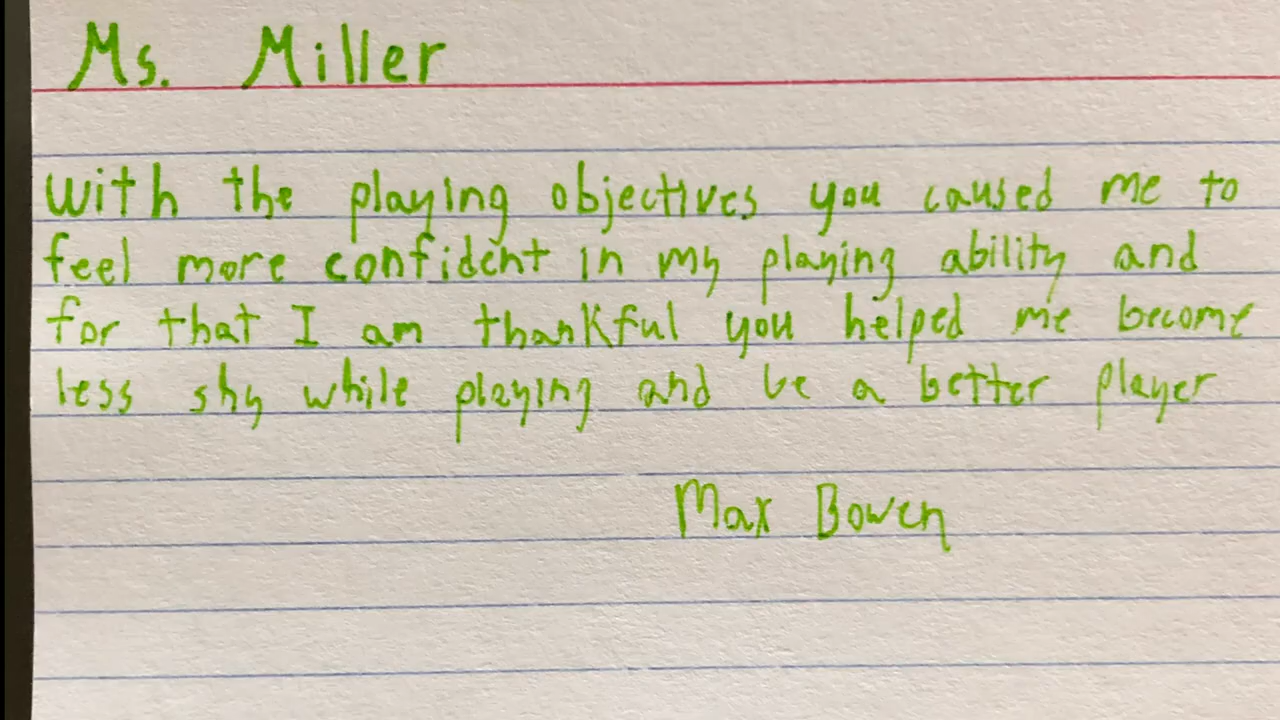 Ms. Miller
With the playing objectives you caused me to
feel more confident in my playing ability and
for that I am thankful you helped me become
less shy while playing and be a better player
Max Bowen